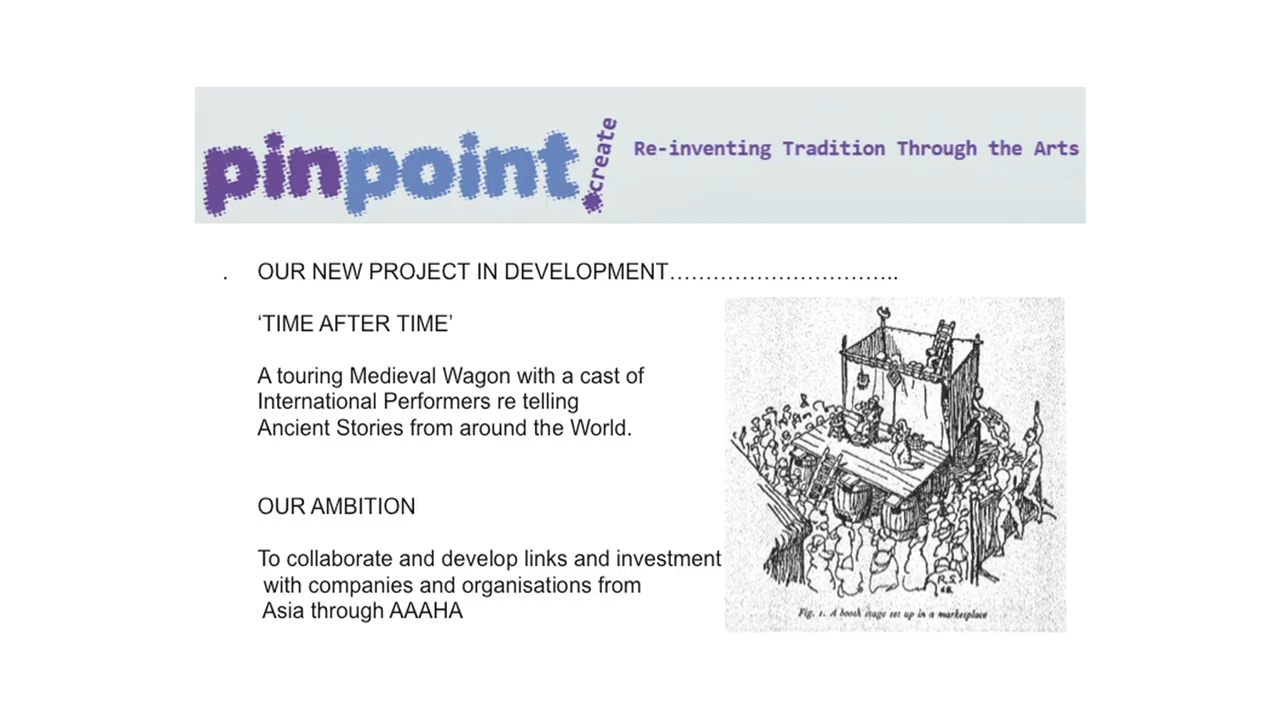 pinpoint
.create
Re-inventing Tradition Through the Arts
. OUR NEW PROJECT IN DEVELOPMENT…………………………..
‘TIME AFTER TIME’
A touring Medieval Wagon with a cast of
International Performers re telling
Ancient Stories from around the World.
OUR AMBITION
To collaborate and develop links and investment
with companies and organisations from
Asia through AAAHA
R.S.
68.
Fig. 1. A booth stage set up in a marketplace